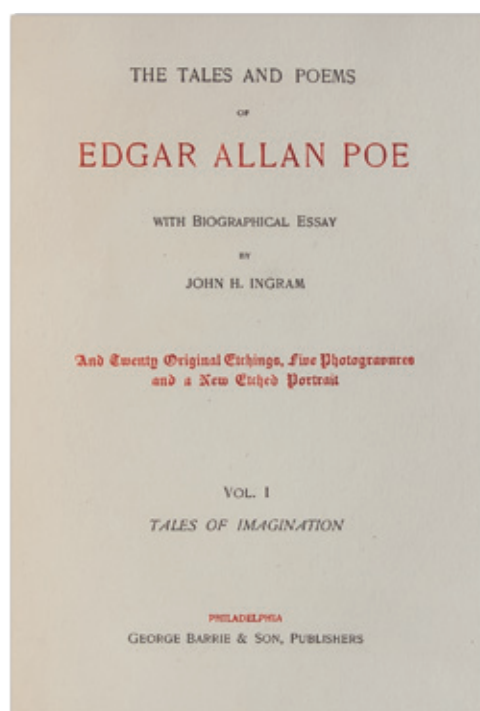 THE TALES AND POEMS
OF
EDGAR ALLAN POE
WITH BIOGRAPHICAL ESSAY
BY
JOHN H. INGRAM
And Twenty Original Etchings, Five Photogravures
and a New Etched Portrait
VOL. I
TALES OF IMAGINATION
PHILADELPHIA
GEORGE BARRIE & SON, PUBLISHERS